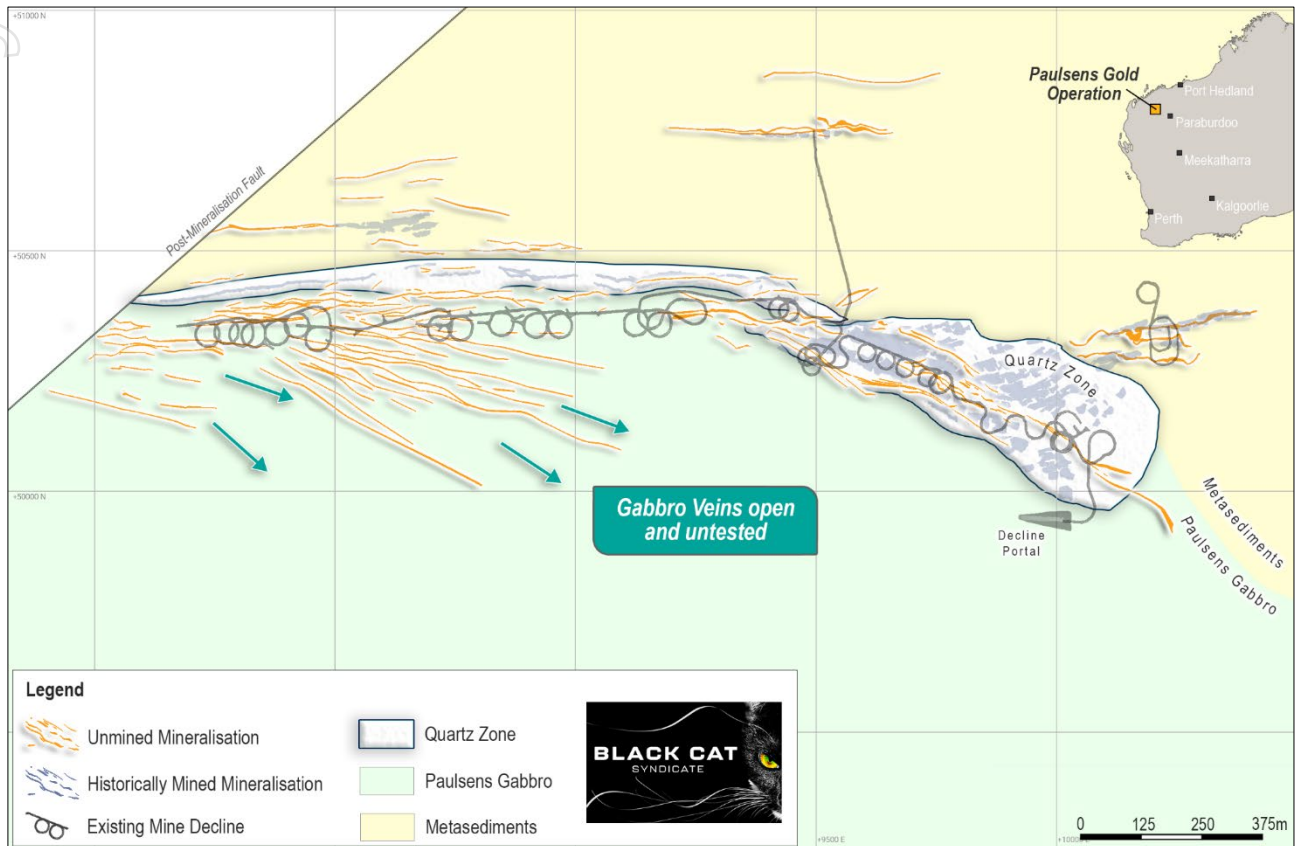 +51000 N
Paulsens Gold
Operation
Port Hedland
Paraburdoo
Meekatharra
Kalgoorlie
Perth
Post-Mineralisation Fault
+50500 N
Quartz Zone
+50000 N
Gabbro Veins open
and untested
Decline
Portal
Metasediments
Paulsens Gabbro
Legend
Unmined Mineralisation
Historically Mined Mineralisation
Existing Mine Decline
Quartz Zone
Paulsens Gabbro
Metasediments
BLACK CAT
SYNDICATE
+9500 E
+10000 E
0 125 250 375m